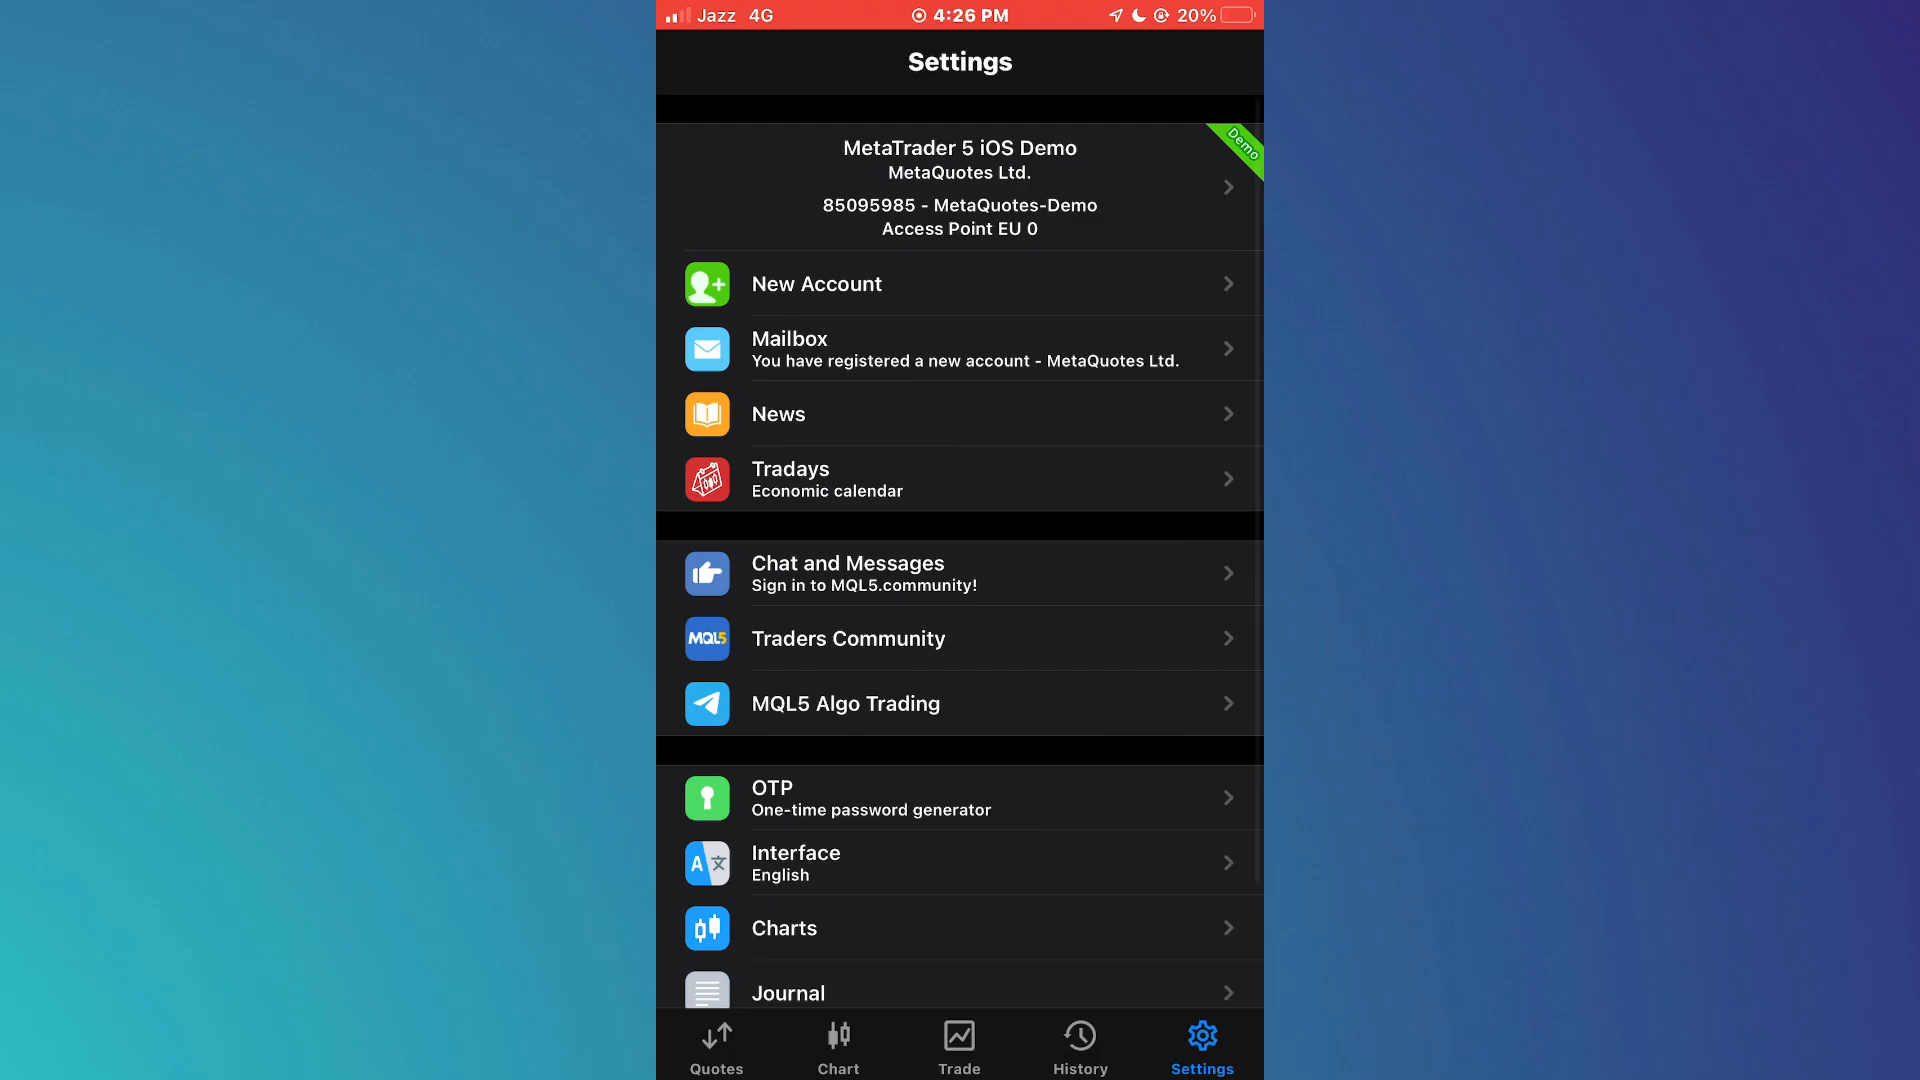 Jazz 4G 4:26 PM 20%
Settings
Demo
MetaTrader 5 iOS Demo
MetaQuotes Ltd.
85095985 - MetaQuotes-Demo
Access Point EU 0
New Account
Mailbox
You have registered a new account - MetaQuotes Ltd.
News
Tradays
Economic calendar
Chat and Messages
Sign in to MQL5.community!
MQL5 Traders Community
MQL5 Algo Trading
OTP
One-time password generator
A 文 Interface
English
Charts
Journal
Quotes Chart Trade History Settings